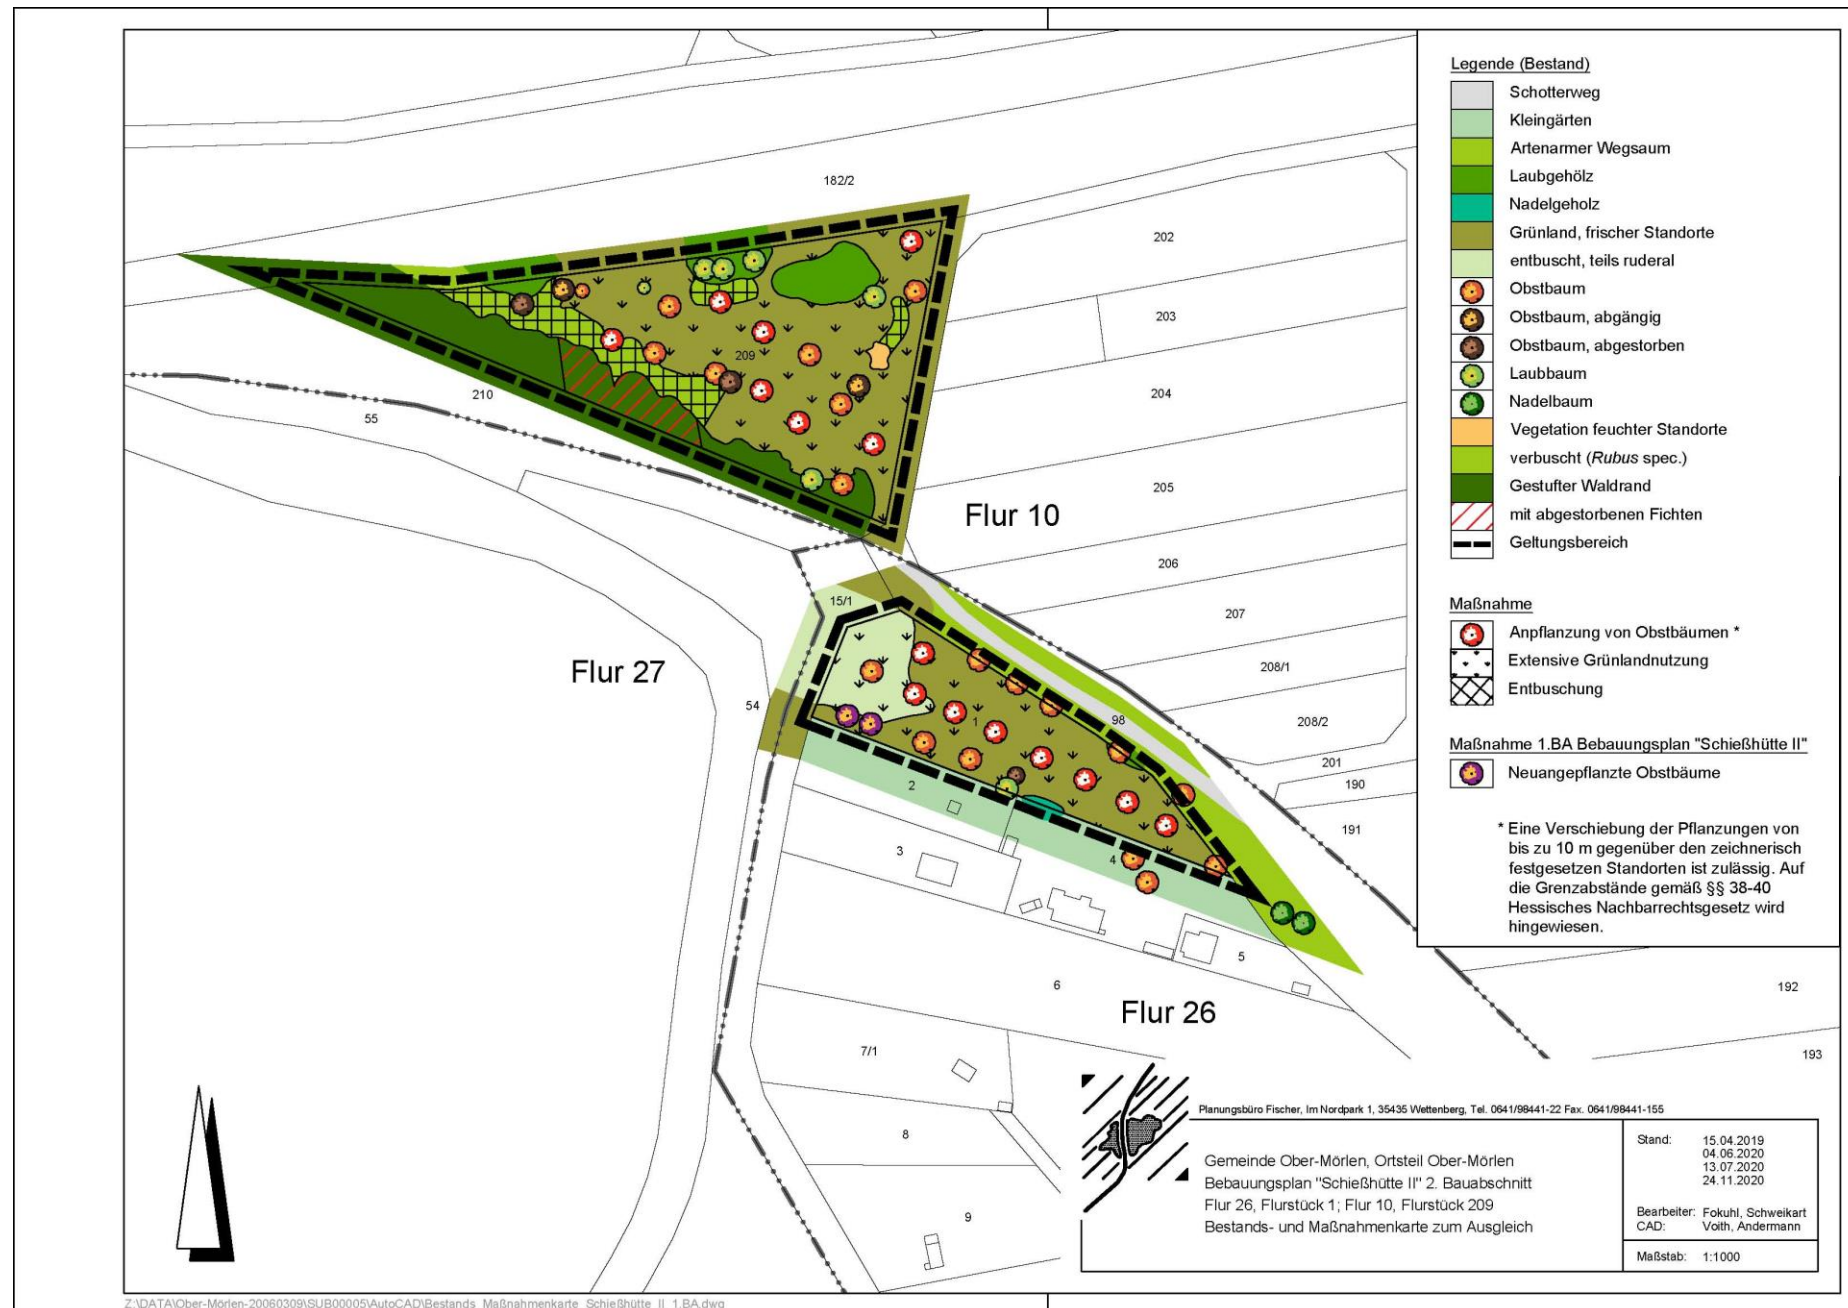 182/2
202
203
209
204
210
55
205
Flur 10
206
15/1
207
Flur 27
208/1
54
1
98
208/2
201
2
190
191
3
4
5
6
192
Flur 26
7/1
193
8
9
Legende (Bestand)
Schotterweg
Kleingärten
Artenarmer Wegsaum
Laubgehölz
Nadelgeholz
Grünland, frischer Standorte
entbuscht, teils ruderal
Obstbaum
Obstbaum, abgängig
Obstbaum, abgestorben
Laubbaum
Nadelbaum
Vegetation feuchter Standorte
verbuscht (Rubus spec.)
Gestufter Waldrand
mit abgestorbenen Fichten
Geltungsbereich
Maßnahme
Anpflanzung von Obstbäumen *
Extensive Grünlandnutzung
Entbuschung
Maßnahme 1.BA Bebauungsplan "Schießhütte II"
Neuangepflanzte Obstbäume
* Eine Verschiebung der Pflanzungen von
bis zu 10 m gegenüber den zeichnerisch
festgesetzen Standorten ist zulässig. Auf
die Grenzabstände gemäß §§ 38-40
Hessisches Nachbarrechtsgesetz wird
hingewiesen.
Planungsbüro Fischer, Im Nordpark 1, 35435 Wettenberg, Tel. 0641/98441-22 Fax. 0641/98441-155
Gemeinde Ober-Mörlen, Ortsteil Ober-Mörlen
Bebauungsplan "Schießhütte II" 2. Bauabschnitt
Flur 26, Flurstück 1; Flur 10, Flurstück 209
Bestands- und Maßnahmenkarte zum Ausgleich
Stand: 15.04.2019
04.06.2020
13.07.2020
24.11.2020
Bearbeiter: Fokuhl, Schweikart
CAD: Voith, Andermann
Maßstab: 1:1000
Z:\DATA\Ober-Mörlen-20060309\SUB00005\AutoCAD\Bestands_Maßnahmenkarte_Schießhütte_II_1.BA.dwg